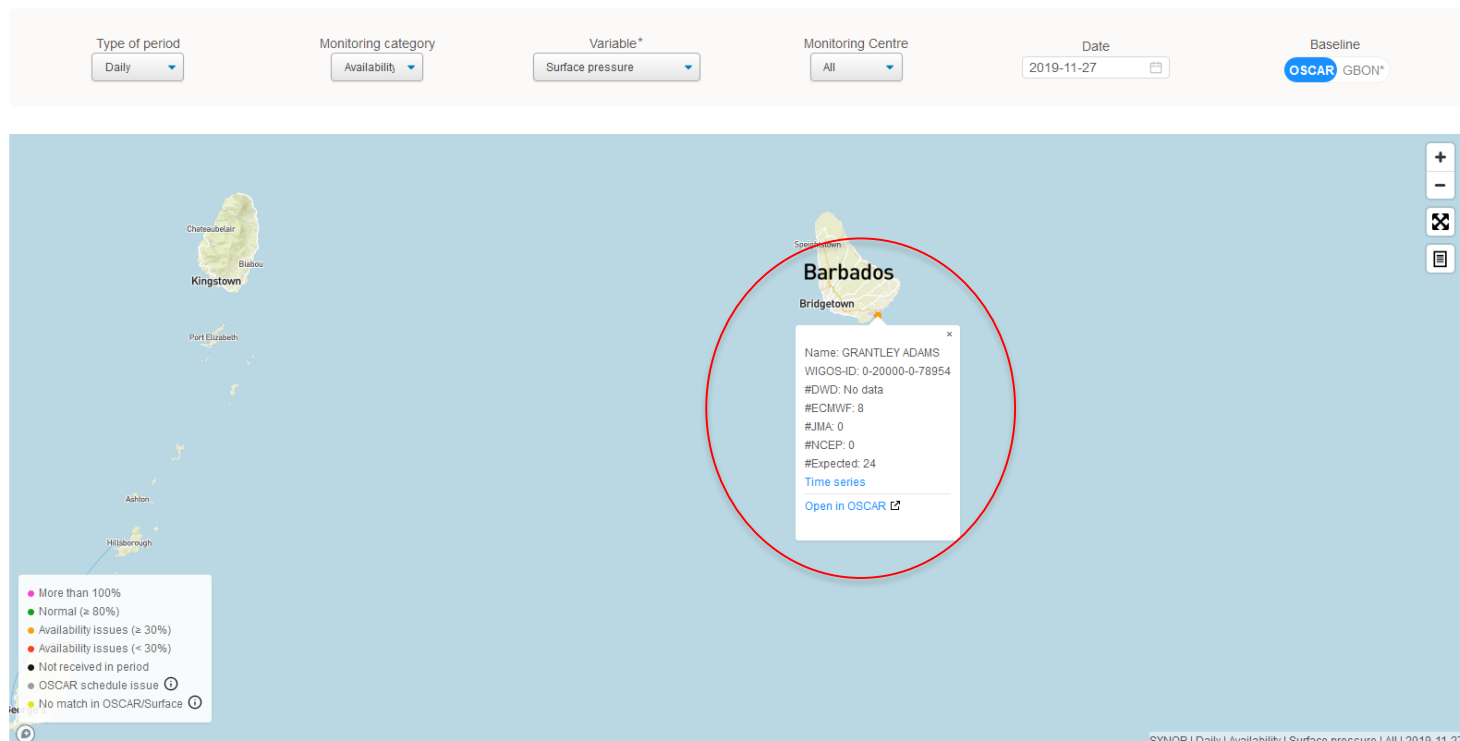 Type of period
Monitoring category
Variable*
Monitoring Centre
Date
Baseline
Daily
Availability
Surface pressure
All
2019-11-27
OSCAR GBON*
+
−
Chateaubelair
Biabou
Kingstown
Port Elizabeth
Ashton
Hillsborough
Speightstown
Barbados
Bridgetown
×
Name: GRANTLEY ADAMS
WIGOS-ID: 0-20000-0-78954
#DWD: No data
#ECMWF: 8
#JMA: 0
#NCEP: 0
#Expected: 24
Time series
Open in OSCAR
More than 100%
Normal (≥ 80%)
Availability issues (≥ 30%)
Availability issues (< 30%)
Not received in period
OSCAR schedule issue
No match in OSCAR/Surface
SYNOP | Daily | Availability | Surface pressure | All | 2019-11-27